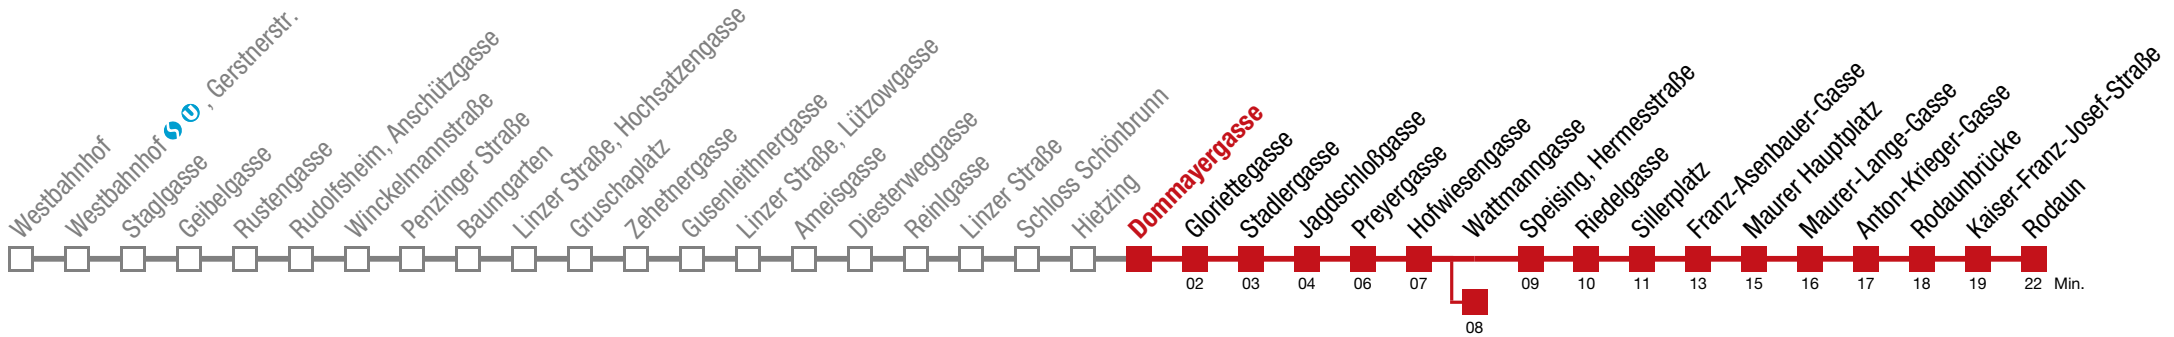 Westbahnhof
Westbahnhof S U , Gerstnerstr.
Staglgasse
Geibelgasse
Rustengasse
Rudolfsheim, Anschützgasse
Winckelmannstraße
Penzinger Straße
Baumgarten
Linzer Straße, Hochsatzengasse
Gruschaplatz
Zehetnergasse
Gusenleithnergasse
Linzer Straße, Lützowgasse
Ameisgasse
Diesterweggasse
Reinlgasse
Linzer Straße
Schloss Schönbrunn
Hietzing
Dommayergasse
Gloriettegasse
Stadlergasse
Jagdschloßgasse
Preyergasse
Hofwiesengasse
Wattmanngasse
Speising, Hermesstraße
Riedelgasse
Sillerplatz
Franz-Asenbauer-Gasse
Maurer Hauptplatz
Maurer-Lange-Gasse
Anton-Krieger-Gasse
Rodaunbrücke
Kaiser-Franz-Josef-Straße
Rodaun
02 03 04 06 07 09 10 11 13 15 16 17 18 19 22 Min.
08